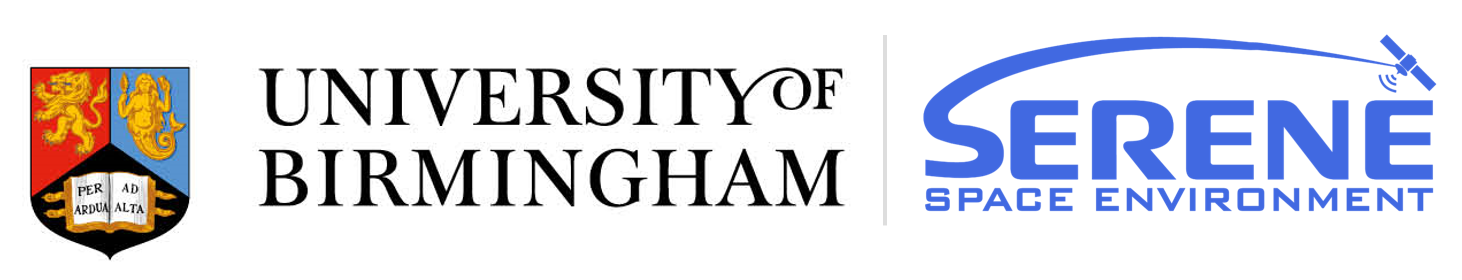 PER AD
ARDUA ALTA
UNIVERSITY OF
BIRMINGHAM
SERENE
SPACE ENVIRONMENT